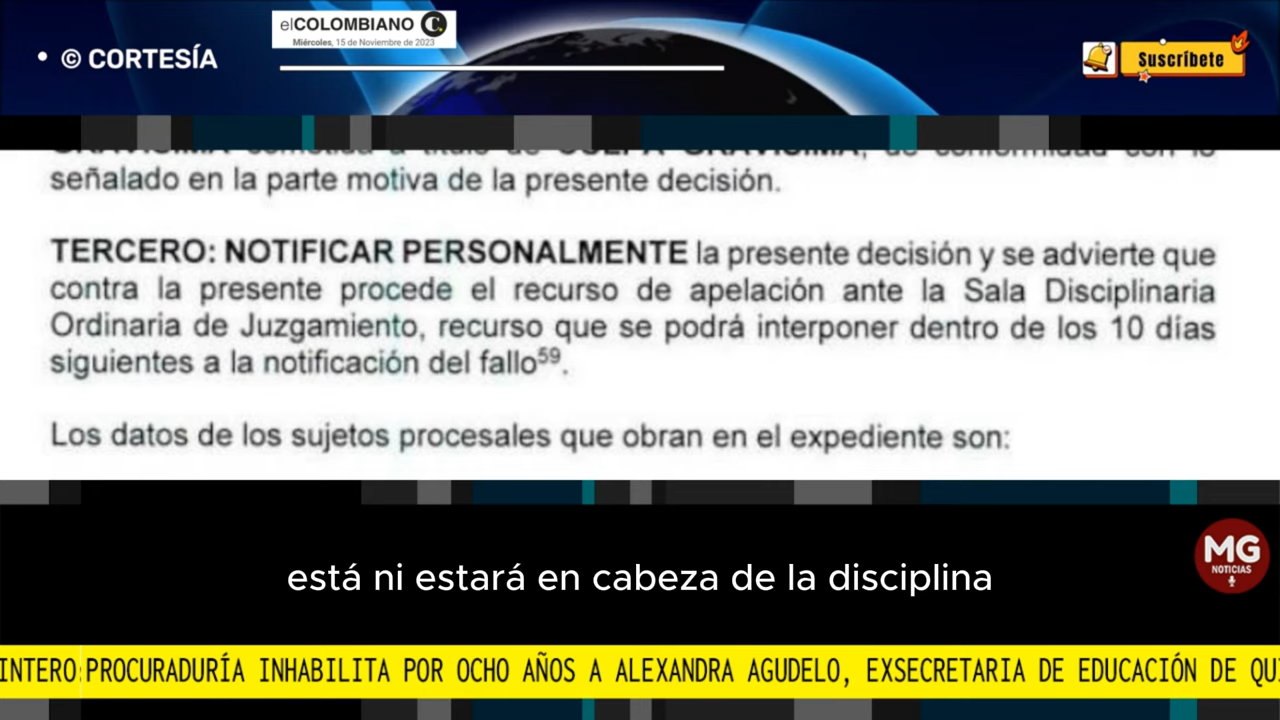 elCOLOMBIANO C.
Miércoles, 15 de Noviembre de 2023
• © CORTESÍA
Suscríbete
señalado en la parte motiva de la presente decisión.
TERCERO: NOTIFICAR PERSONALMENTE la presente decisión y se advierte que
contra la presente procede el recurso de apelación ante la Sala Disciplinaria
Ordinaria de Juzgamiento, recurso que se podrá interponer dentro de los 10 días
siguientes a la notificación del fallo⁵⁹.
Los datos de los sujetos procesales que obran en el expediente son:
está ni estará en cabeza de la disciplina
MG
NOTICIAS
INTERO: PROCURADURÍA INHABILITA POR OCHO AÑOS A ALEXANDRA AGUDELO, EXSECRETARIA DE EDUCACIÓN DE QUI